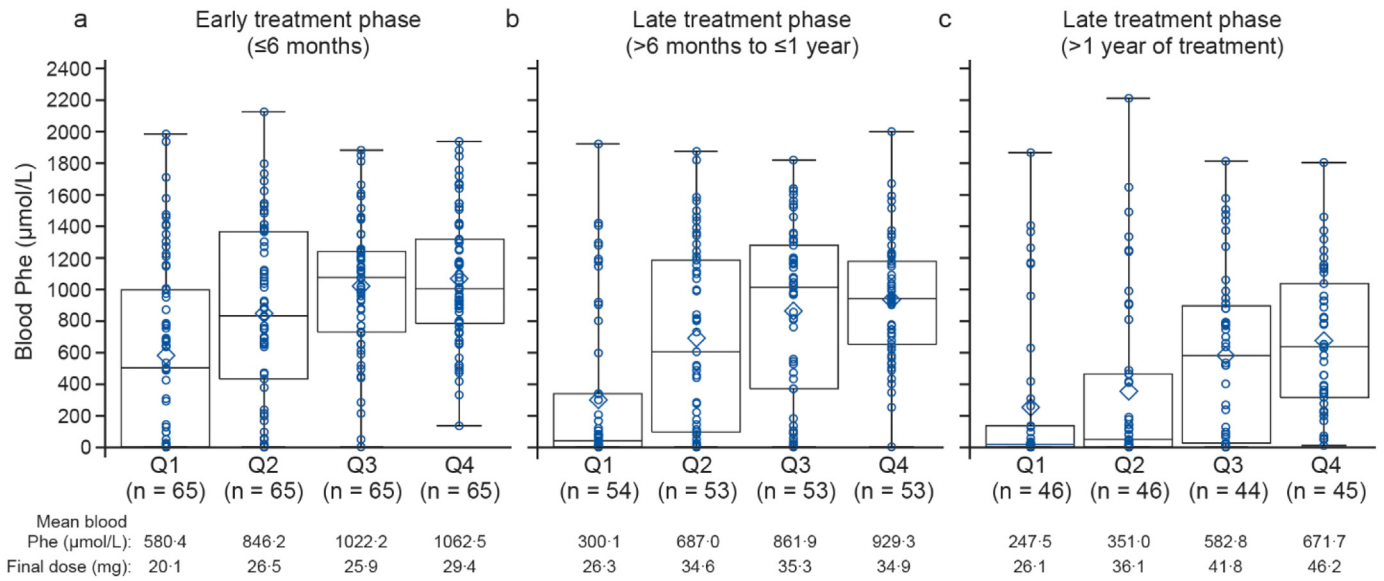 a Early treatment phase
(≤6 months)
b Late treatment phase
(>6 months to ≤1 year)
c Late treatment phase
(>1 year of treatment)
Blood Phe (µmol/L)
2400
2200
2000
1800
1600
1400
1200
1000
800
600
400
200
0
Q1 Q2 Q3 Q4 Q1 Q2 Q3 Q4 Q1 Q2 Q3 Q4
(n = 65) (n = 65) (n = 65) (n = 65) (n = 54) (n = 53) (n = 53) (n = 53) (n = 46) (n = 46) (n = 44) (n = 45)
Mean blood
Phe (µmol/L): 580·4 846·2 1022·2 1062·5 300·1 687·0 861·9 929·3 247·5 351·0 582·8 671·7
Final dose (mg): 20·1 26·5 25·9 29·4 26·3 34·6 35·3 34·9 26·1 36·1 41·8 46·2